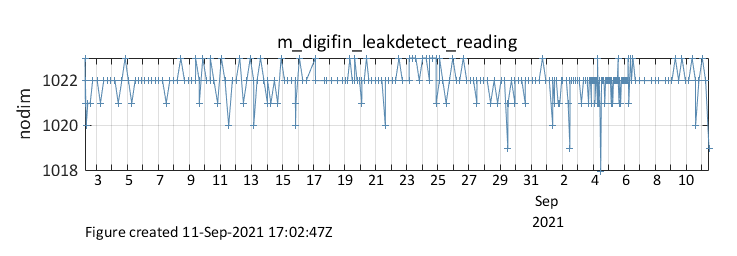 m_digifin_leakdetect_reading
nodim
1022
1020
1018
3 5 7 9 11 13 15 17 19 21 23 25 27 29 31 2 4 6 8 10
Sep
2021
Figure created 11-Sep-2021 17:02:47Z